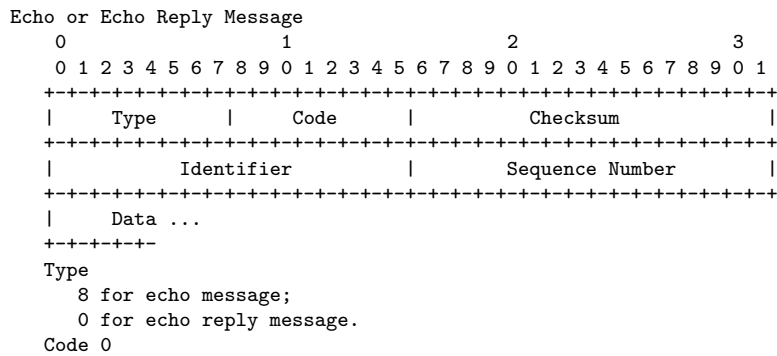 Echo or Echo Reply Message
    0                   1                   2                   3
    0 1 2 3 4 5 6 7 8 9 0 1 2 3 4 5 6 7 8 9 0 1 2 3 4 5 6 7 8 9 0 1
   +-+-+-+-+-+-+-+-+-+-+-+-+-+-+-+-+-+-+-+-+-+-+-+-+-+-+-+-+-+-+-+-+
   |     Type      |     Code      |          Checksum             |
   +-+-+-+-+-+-+-+-+-+-+-+-+-+-+-+-+-+-+-+-+-+-+-+-+-+-+-+-+-+-+-+-+
   |           Identifier          |        Sequence Number        |
   +-+-+-+-+-+-+-+-+-+-+-+-+-+-+-+-+-+-+-+-+-+-+-+-+-+-+-+-+-+-+-+-+
   |     Data ...
   +-+-+-+-+-
   Type
      8 for echo message;
      0 for echo reply message.
   Code 0